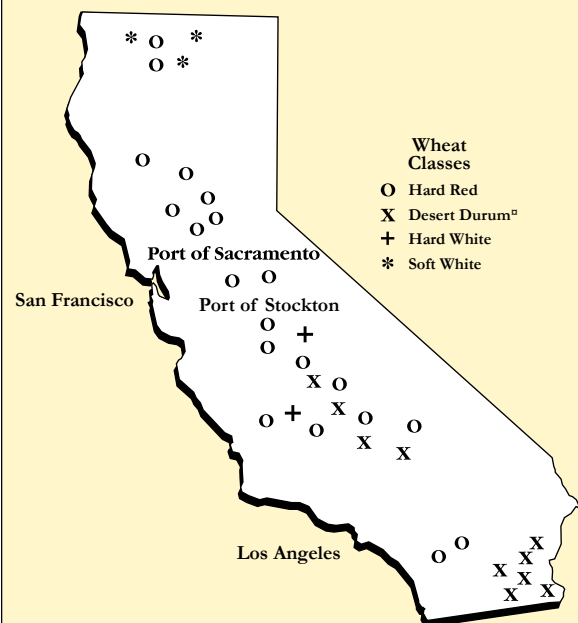 Wheat
Classes
O Hard Red
X Desert Durum¤
+ Hard White
* Soft White
Port of Sacramento
San Francisco
Port of Stockton
Los Angeles